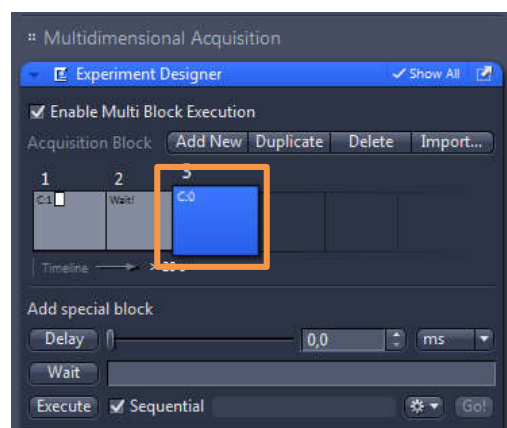 Multidimensional Acquisition
Experiment Designer Show All
Enable Multi Block Execution
Acquisition Block Add New Duplicate Delete Import...
1 2 3
C:1 Wait! C:0
Timeline >
Add special block
Delay 0,0 ms
Wait
Execute Sequential Go!